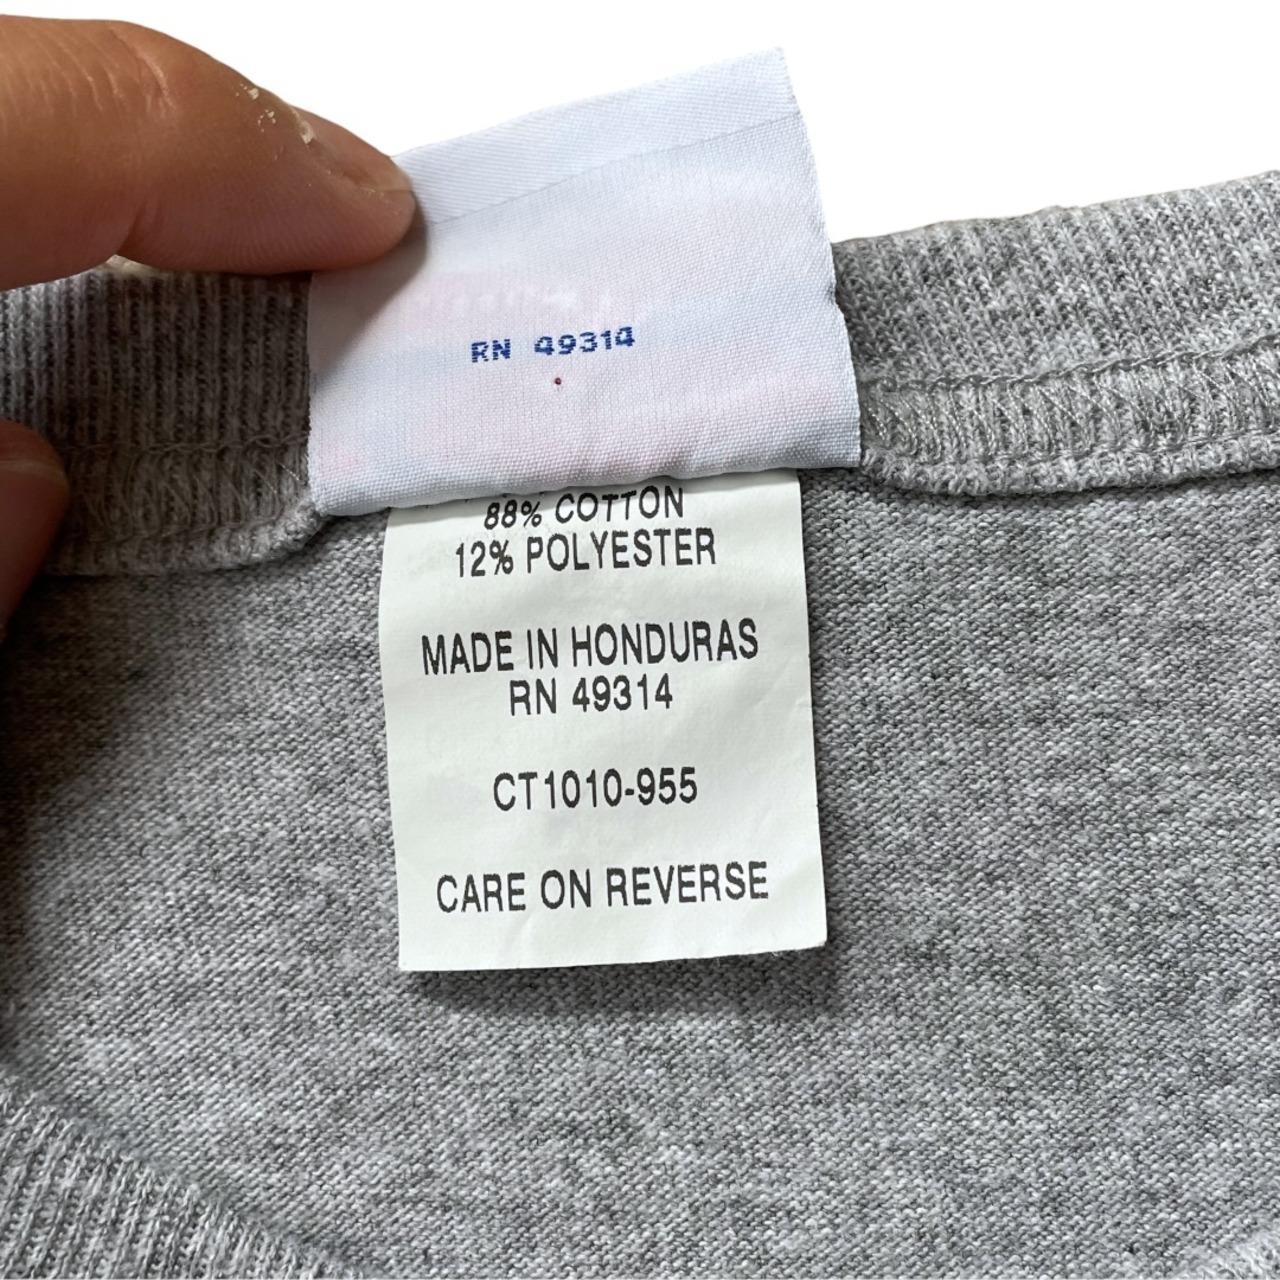 RN 49314
88% COTTON
12% POLYESTER
MADE IN HONDURAS
RN 49314
CT1010-955
CARE ON REVERSE